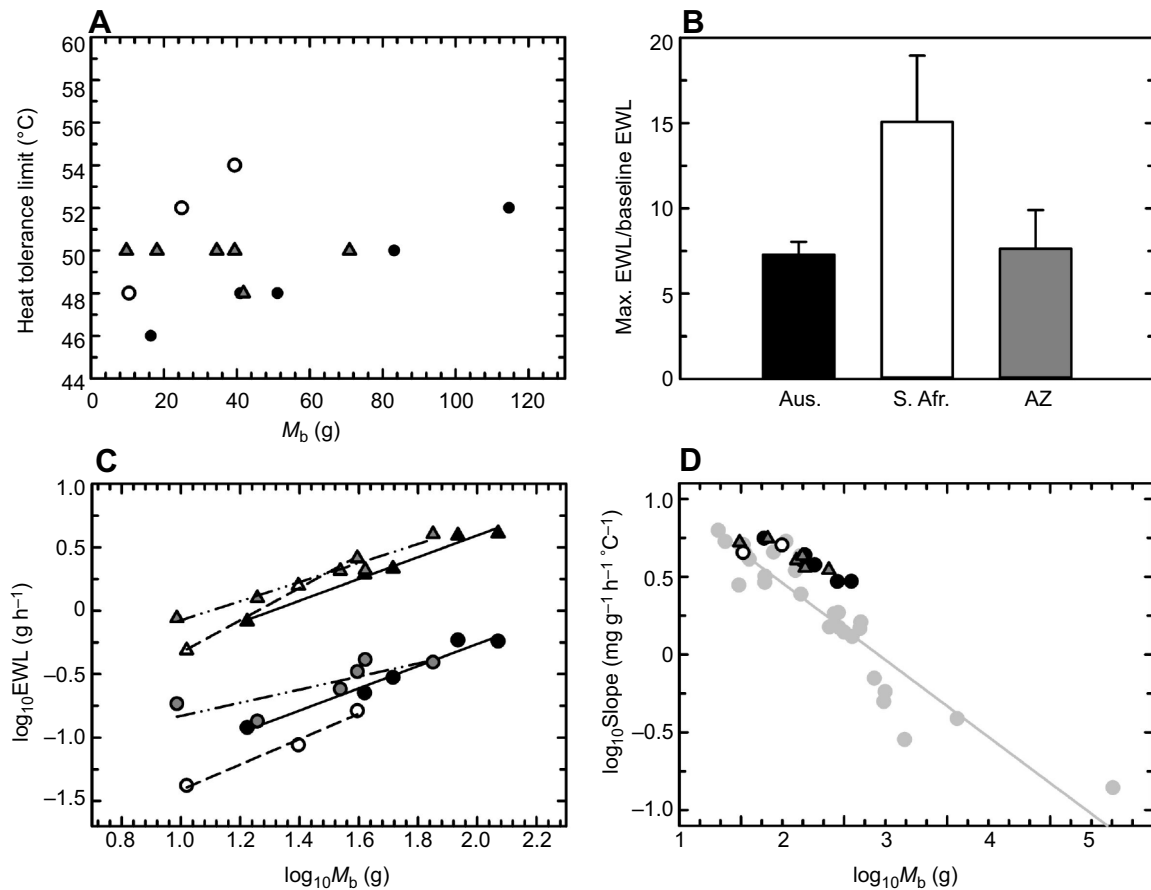 A
60
58
56
54
52
50
48
46
44
Heat tolerance limit (°C)
0 20 40 60 80 100 120
M_b (g)
B
20
15
10
5
0
Max. EWL/baseline EWL
Aus. S. Afr. AZ
C
1.0
0.5
0
–0.5
–1.0
–1.5
log₁₀EWL (g h⁻¹)
0.8 1.0 1.2 1.4 1.6 1.8 2.0 2.2
log₁₀M_b (g)
D
1.0
0.5
0
–0.5
–1.0
log₁₀Slope (mg g⁻¹ h⁻¹ °C⁻¹)
1 2 3 4 5
log₁₀M_b (g)